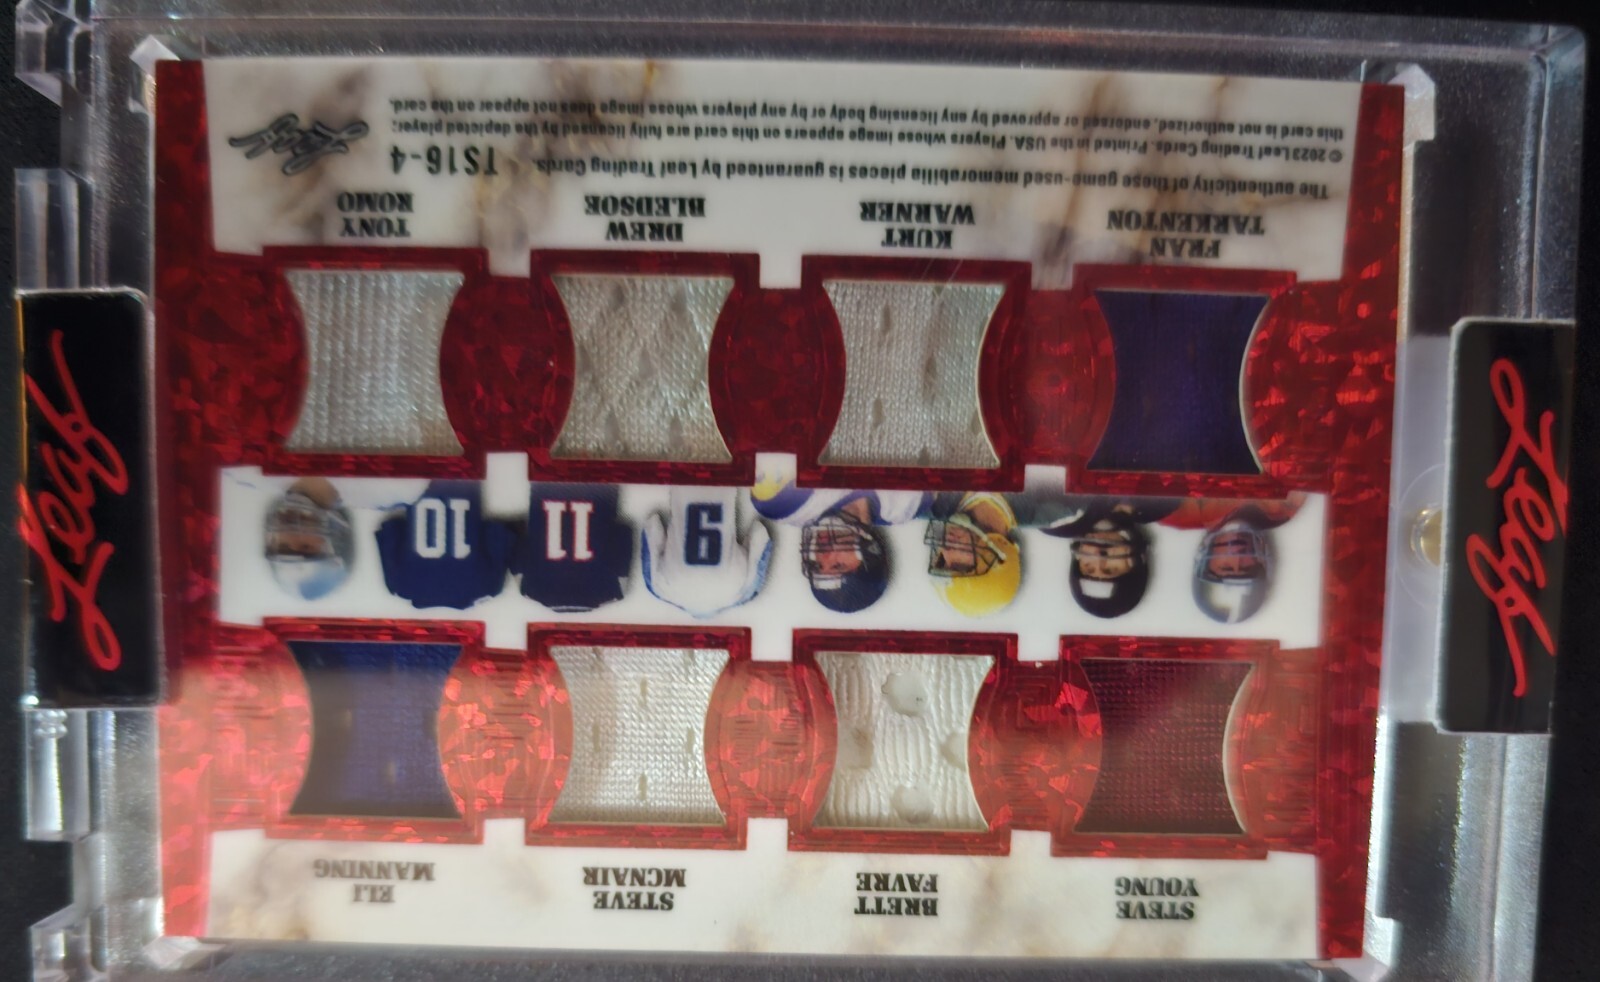 STEVE
YOUNG
BRETT
FAVRE
STEVE
MCNAIR
ELI
MANNING
9
11
10
FRAN
TARKENTON
KURT
WARNER
DREW
BLEDSOE
TONY
ROMO
The authenticity of these game-used memorabilia pieces is guaranteed by Leaf Trading Cards.
TS16-4
© 2023 Leaf Trading Cards. Printed in the USA. Players whose image appears on this card are fully licensed by the depicted player;
this card is not authorized, endorsed or approved by any licensing body or by any players whose image does not appear on the card.
Leaf
Leaf
Leaf